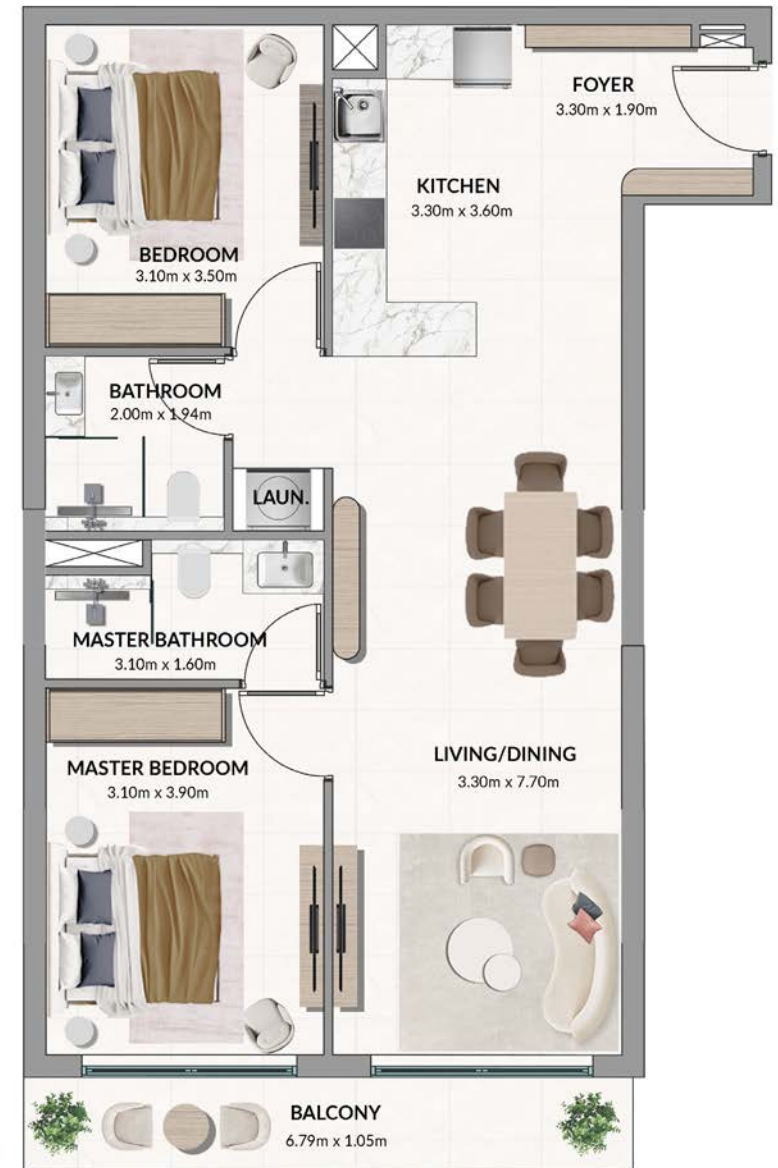 FOYER
3.30m x 1.90m
KITCHEN
3.30m x 3.60m
BEDROOM
3.10m x 3.50m
BATHROOM
2.00m x 1.94m
LAUN.
MASTER BATHROOM
3.10m x 1.60m
LIVING/DINING
3.30m x 7.70m
MASTER BEDROOM
3.10m x 3.90m
BALCONY
6.79m x 1.05m